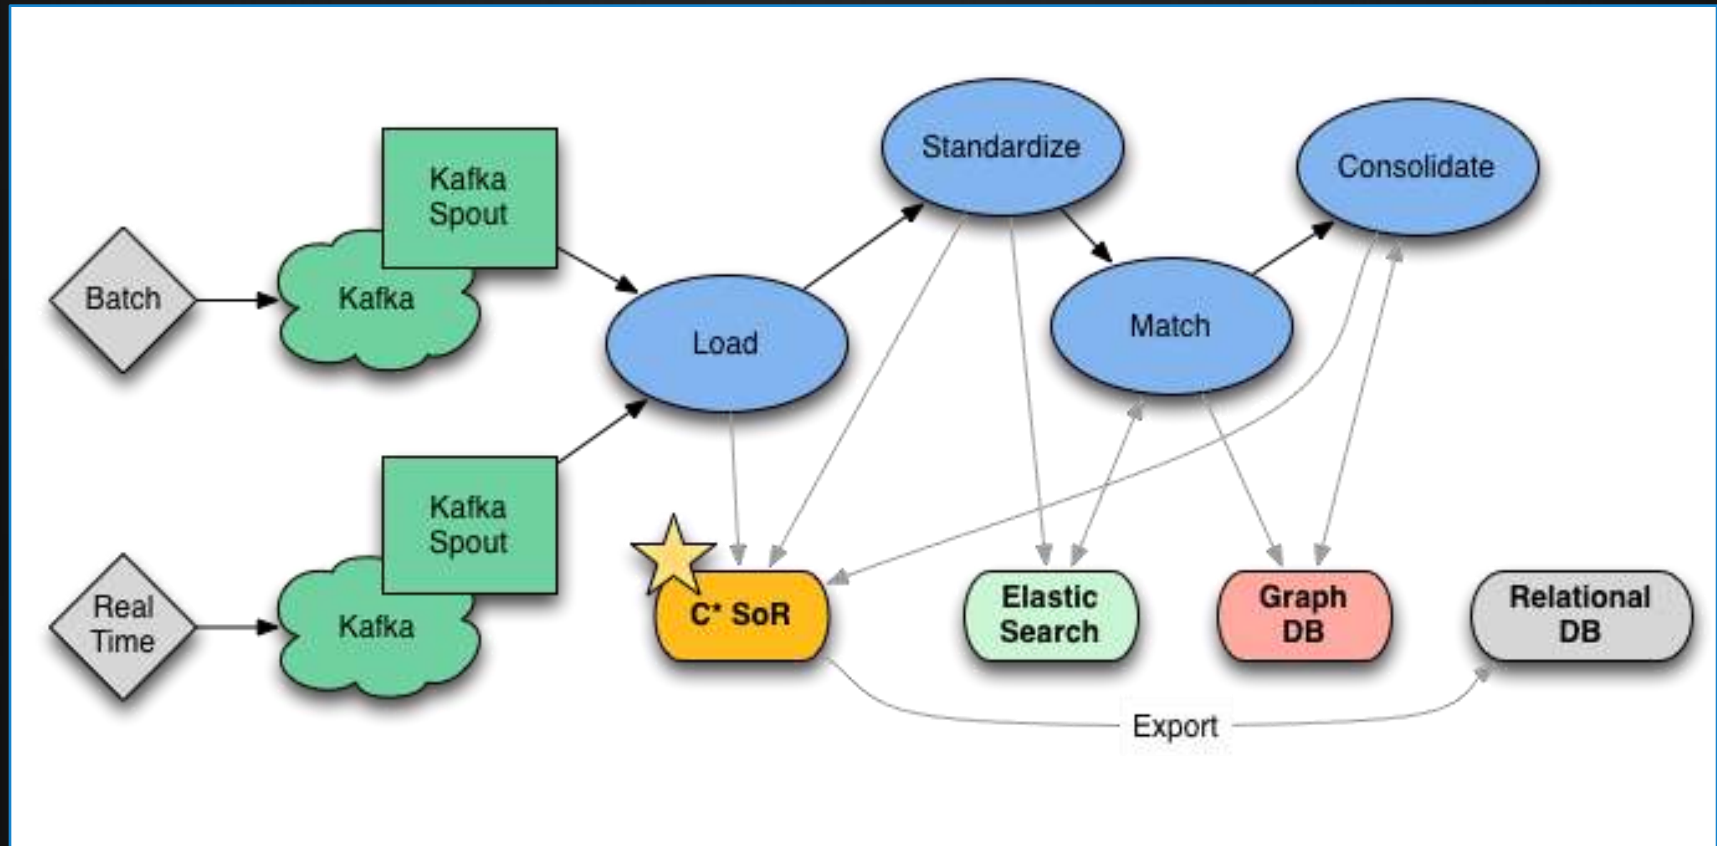 Batch
Kafka
Spout
Kafka
Real
Time
Kafka
Spout
Kafka
Load
Standardize
Match
Consolidate
C* SoR
Elastic
Search
Graph
DB
Relational
DB
Export